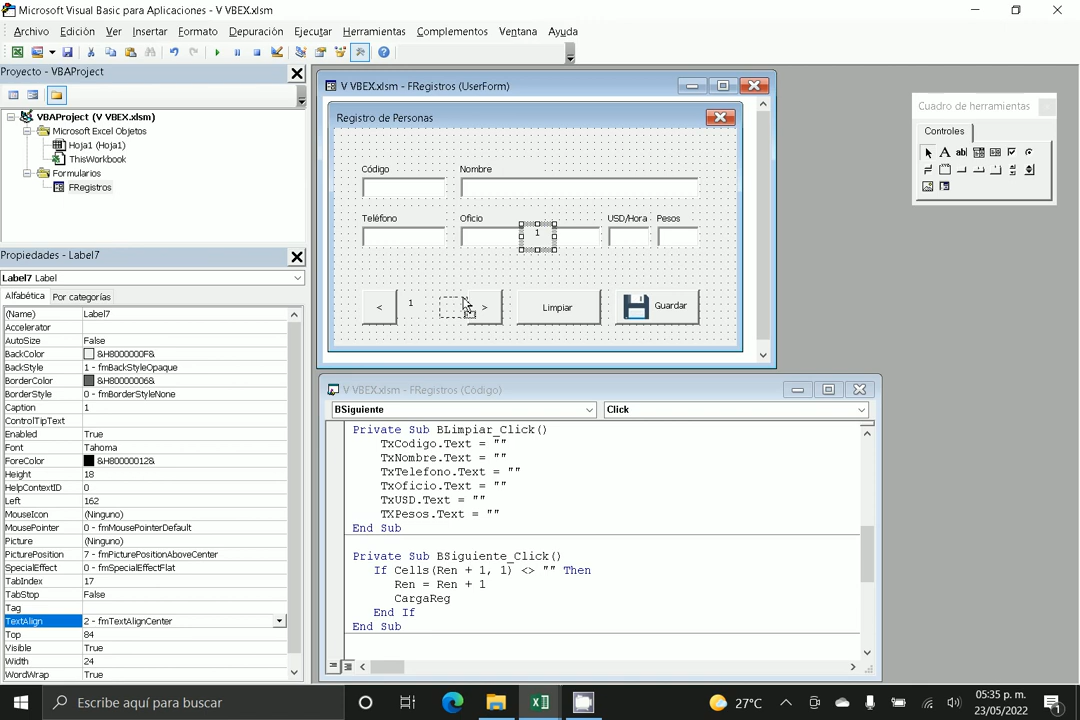 Microsoft Visual Basic para Aplicaciones - V VBEX.xlsm
Archivo Edición Ver Insertar Formato Depuración Ejecutar Herramientas Complementos Ventana Ayuda
Proyecto - VBAProject
VBAProject (V VBEX.xlsm)
Microsoft Excel Objetos
Hoja1 (Hoja1)
ThisWorkbook
Formularios
FRegistros
Propiedades - Label7
Label7 Label
Alfabética Por categorías
(Name) Label7
Accelerator
AutoSize False
BackColor &H8000000F&
BackStyle 1 - fmBackStyleOpaque
BorderColor &H80000006&
BorderStyle 0 - fmBorderStyleNone
Caption 1
ControlTipText
Enabled True
Font Tahoma
ForeColor &H80000012&
Height 18
HelpContextID 0
Left 162
MouseIcon (Ninguno)
MousePointer 0 - fmMousePointerDefault
Picture (Ninguno)
PicturePosition 7 - fmPicturePositionAboveCenter
SpecialEffect 0 - fmSpecialEffectFlat
TabIndex 17
TabStop False
Tag
TextAlign 2 - fmTextAlignCenter
Top 84
Visible True
Width 24
WordWrap True
V VBEX.xlsm - FRegistros (UserForm)
Registro de Personas
Código Nombre
Teléfono Oficio USD/Hora Pesos
1
< 1 > Limpiar Guardar
Cuadro de herramientas
Controles
A ab|
V VBEX.xlsm - FRegistros (Código)
BSiguiente Click
Private Sub BLimpiar_Click()
TxCodigo.Text = ""
TxNombre.Text = ""
TxTelefono.Text = ""
TxOficio.Text = ""
TxUSD.Text = ""
TXPesos.Text = ""
End Sub
Private Sub BSiguiente_Click()
If Cells(Ren + 1, 1) <> "" Then
Ren = Ren + 1
CargaReg
End If
End Sub
Escribe aquí para buscar
27°C
05:35 p. m.
23/05/2022
1